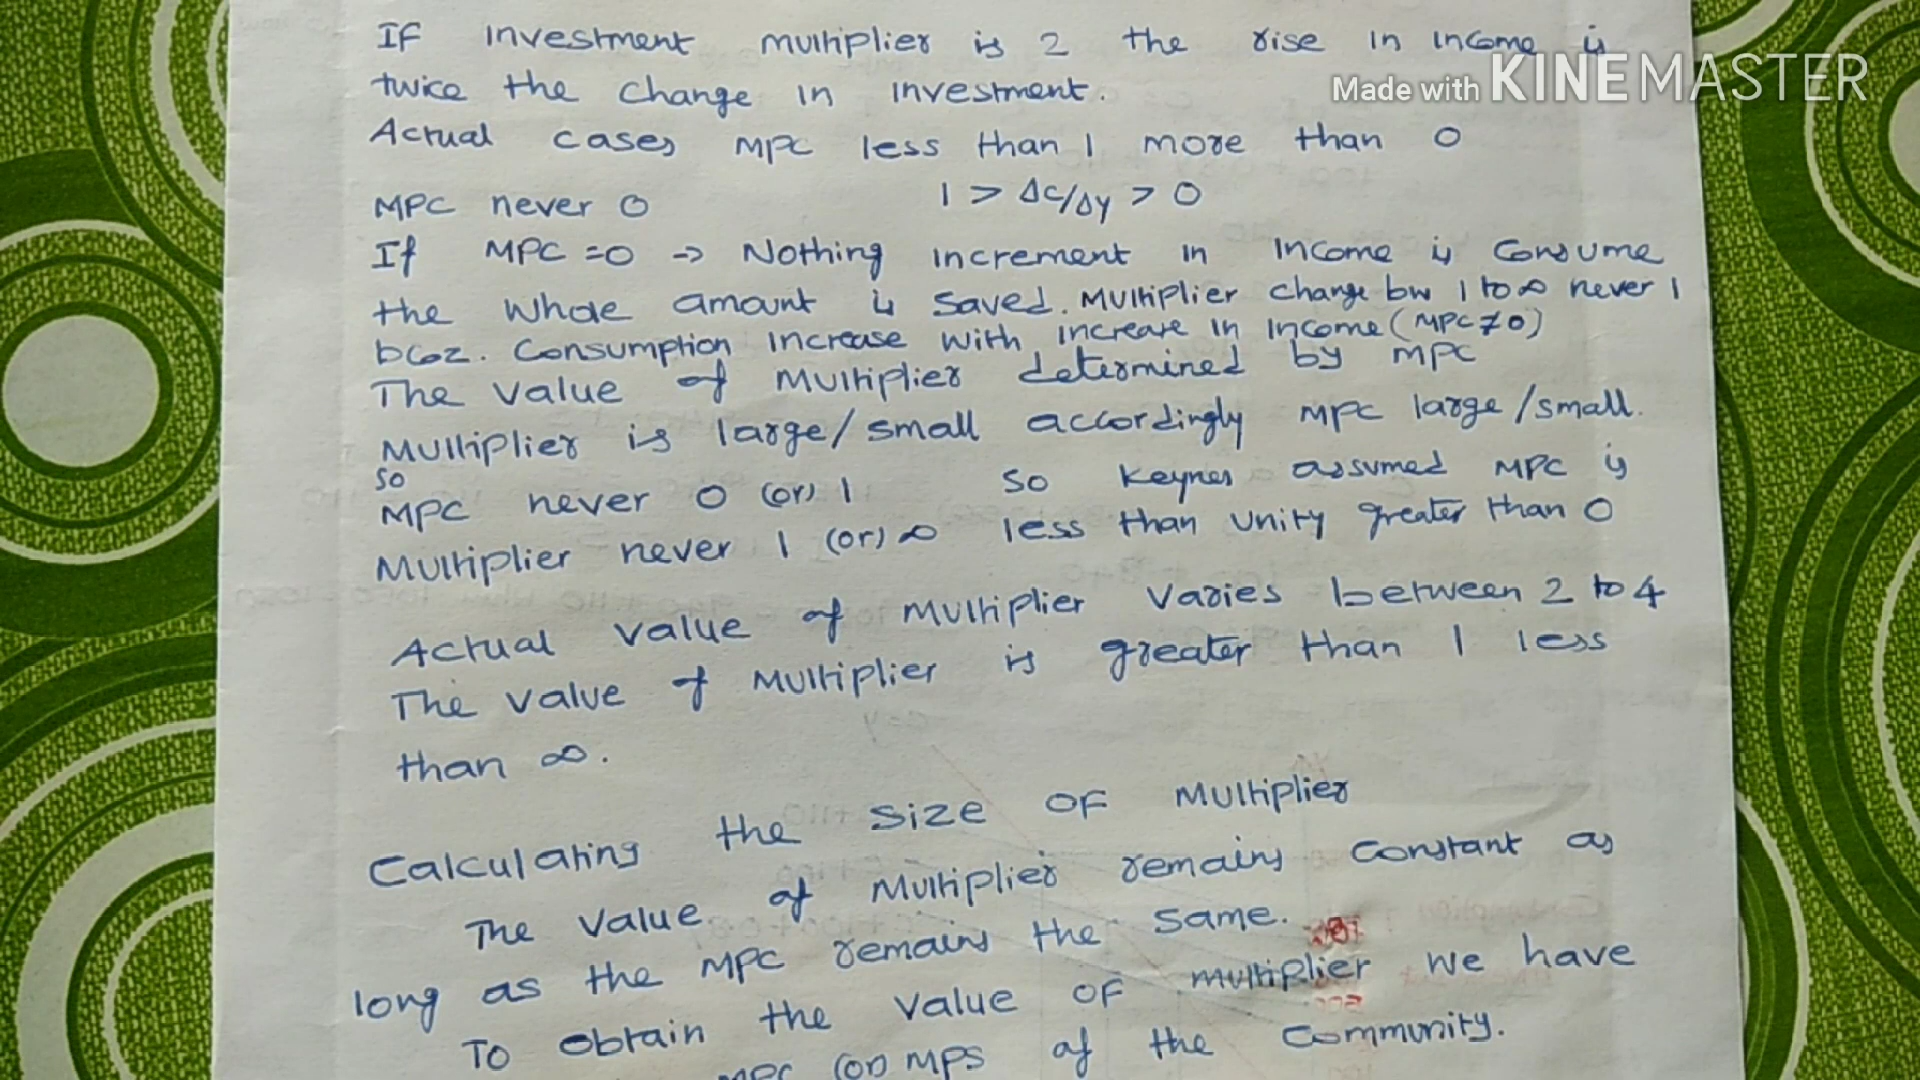 IF Investment multiplier is 2 the rise in income is
Made with KINEMASTER
twice the change in investment.
Actual cases MPC less than 1 more than 0
MPC never 0 1 > ΔC/ΔY > 0
If MPC = 0 → Nothing increment in Income is consume
the whole amount is saved. Multiplier change bw 1 to ∞ never 1
bcoz. Consumption increase with increase in income (MPC ≠ 0)
The value of multiplier determined by MPC
Multiplier is large/small accordingly MPC large/small.
so
MPC never 0 (or) 1 So Keynes assumed MPC is
Multiplier never 1 (or) ∞ less than unity greater than 0
Actual value of multiplier varies between 2 to 4
The value of multiplier is greater than 1 less
than ∞.
Calculating the size OF Multiplier
The value of multiplier remains constant as
long as the MPC remains the same.
To obtain the value OF multiplier we have
MPC (or) MPS of the community.